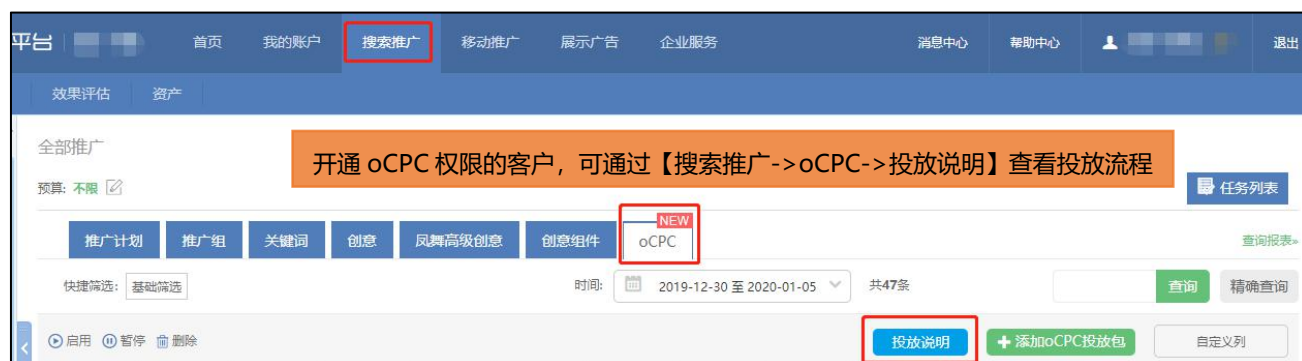 平台 首页 我的账户 搜索推广 移动推广 展示广告 企业服务 消息中心 帮助中心 退出
效果评估 资产
全部推广
开通 oCPC 权限的客户，可通过【搜索推广->oCPC->投放说明】查看投放流程
预算: 不限 任务列表
推广计划 推广组 关键词 创意 凤舞高级创意 创意组件 oCPC NEW 查询报表»
快捷筛选: 基础筛选 时间: 2019-12-30 至 2020-01-05 共47条 查询 精确查询
启用 暂停 删除 投放说明 添加oCPC投放包 自定义列